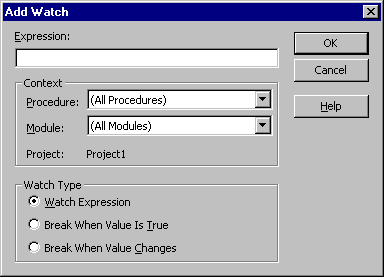 Add Watch
Expression:
OK
Cancel
Help
Context
Procedure: (All Procedures)
Module: (All Modules)
Project: Project1
Watch Type
Watch Expression
Break When Value Is True
Break When Value Changes